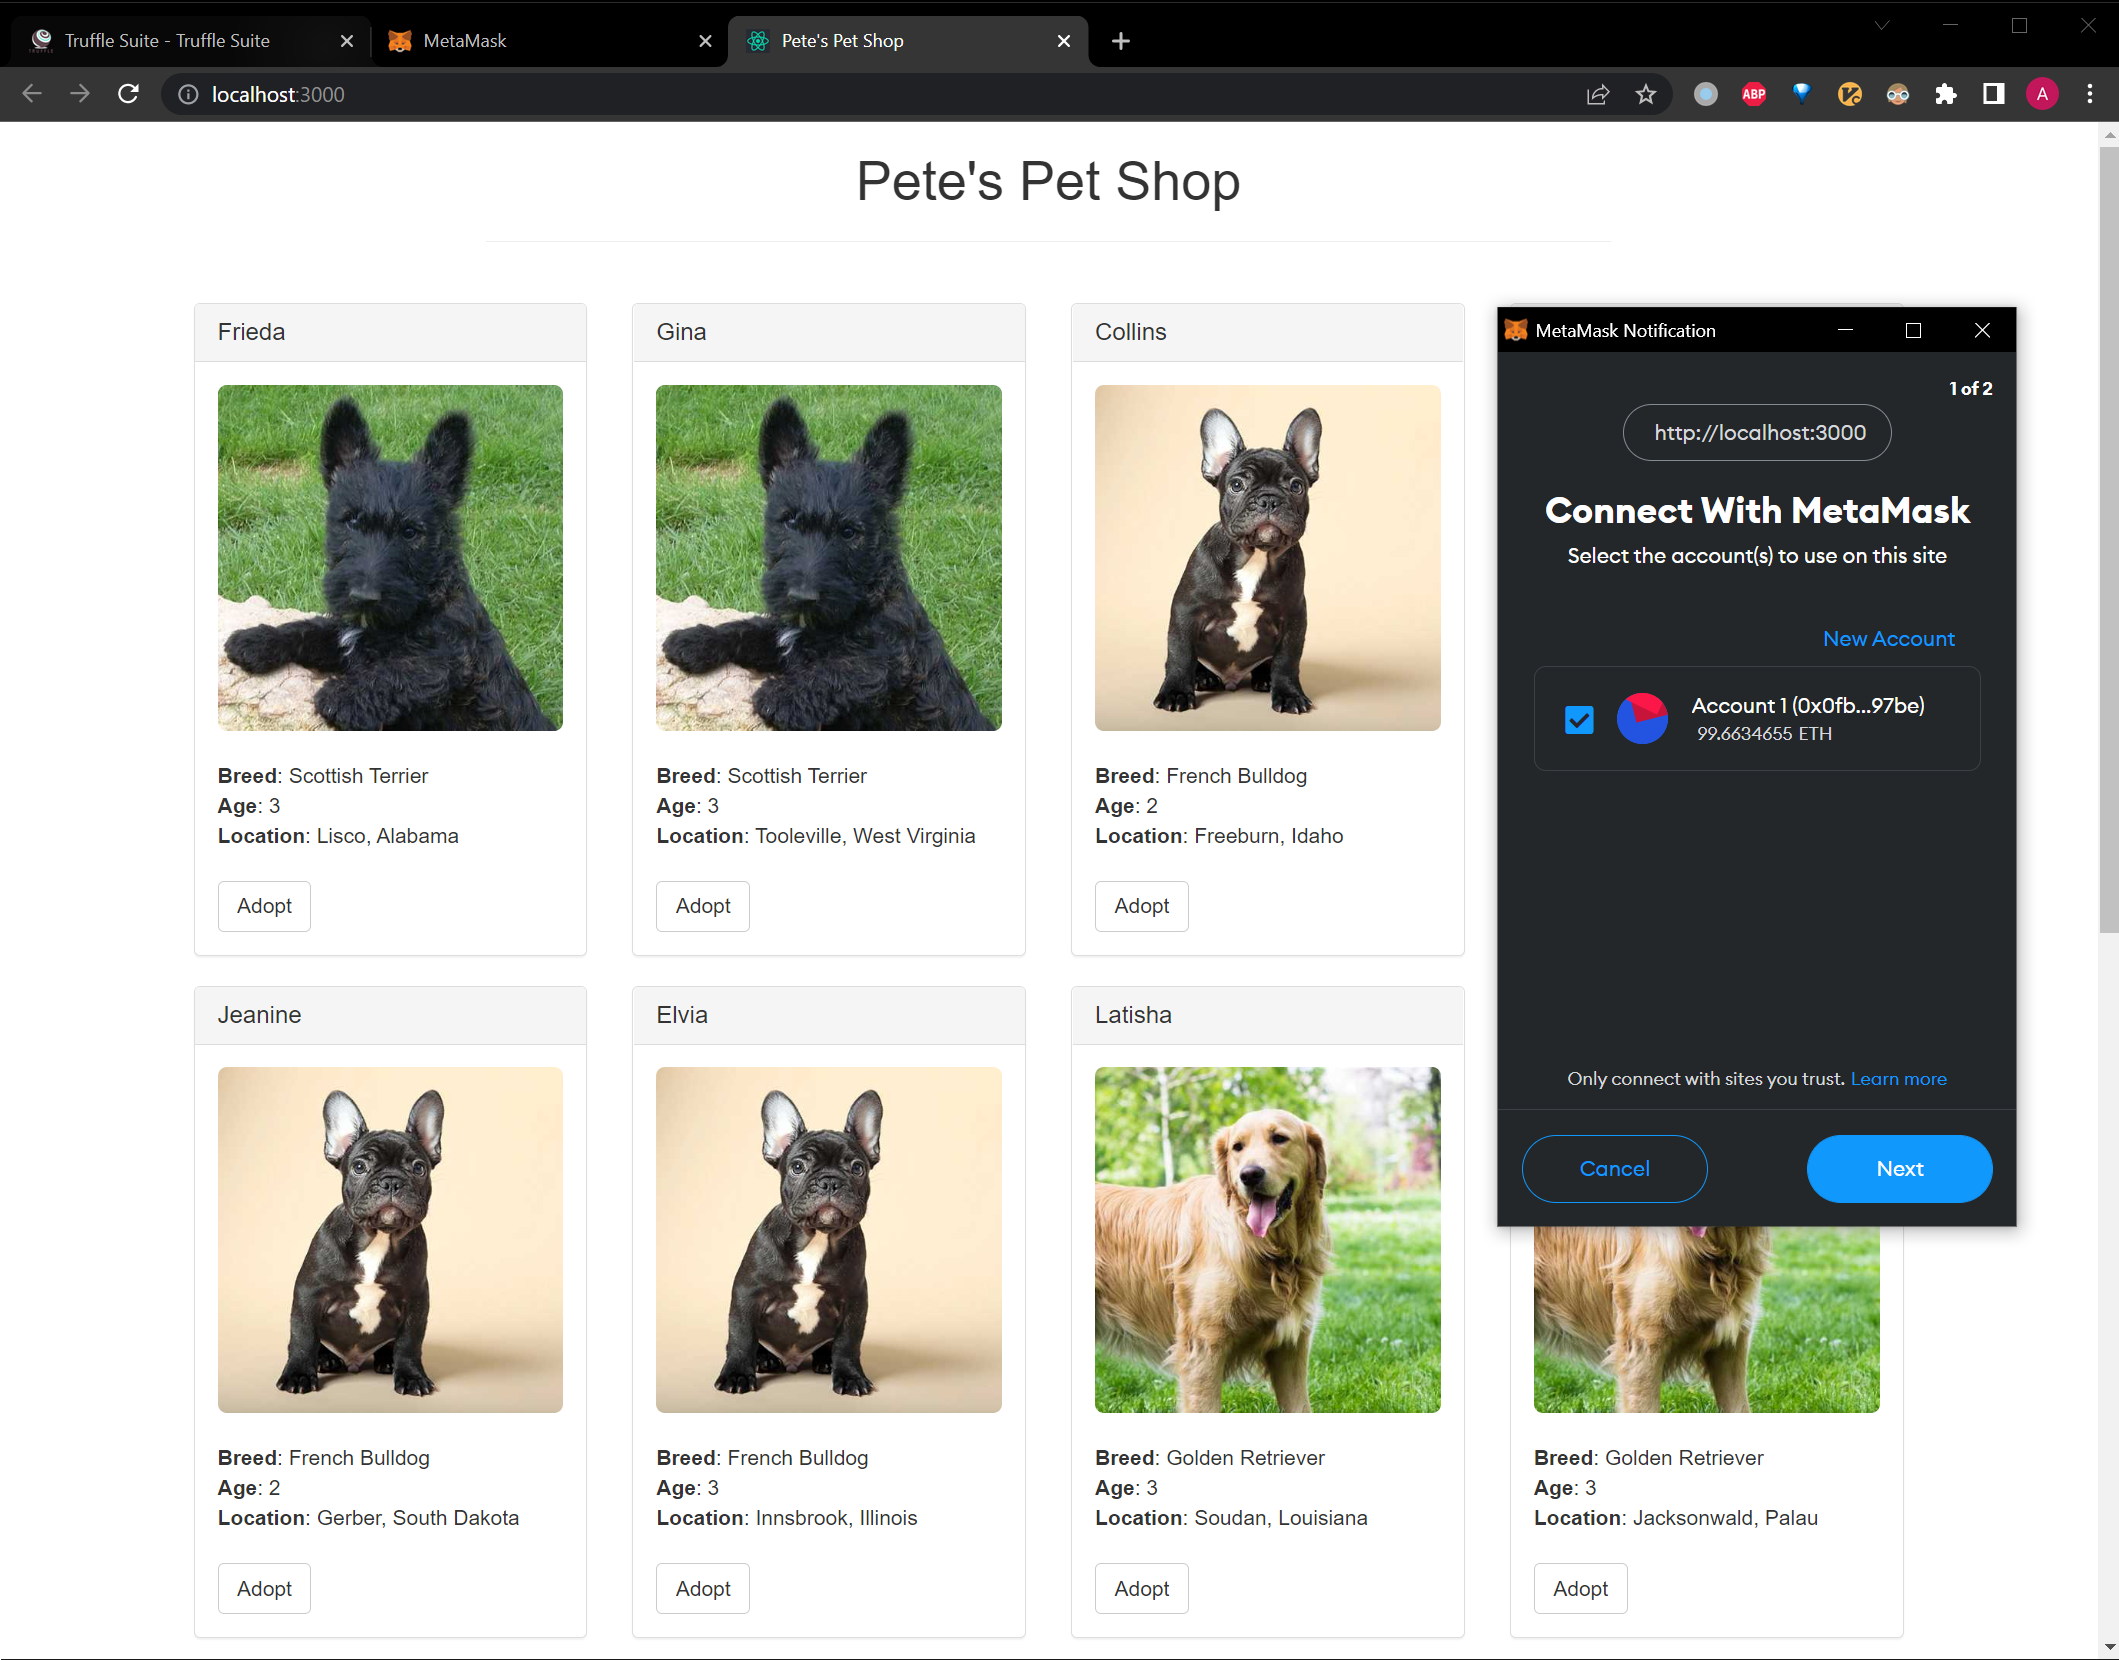 Truffle Suite - Truffle Suite
MetaMask
Pete's Pet Shop
localhost:3000
ABP
A
Pete's Pet Shop
Frieda
Breed: Scottish Terrier
Age: 3
Location: Lisco, Alabama
Adopt
Gina
Breed: Scottish Terrier
Age: 3
Location: Tooleville, West Virginia
Adopt
Collins
Breed: French Bulldog
Age: 2
Location: Freeburn, Idaho
Adopt
MetaMask Notification
1 of 2
http://localhost:3000
Connect With MetaMask
Select the account(s) to use on this site
New Account
Account 1 (0x0fb...97be)
99.6634655 ETH
Only connect with sites you trust. Learn more
Cancel
Next
Jeanine
Breed: French Bulldog
Age: 2
Location: Gerber, South Dakota
Adopt
Elvia
Breed: French Bulldog
Age: 3
Location: Innsbrook, Illinois
Adopt
Latisha
Breed: Golden Retriever
Age: 3
Location: Soudan, Louisiana
Adopt
Breed: Golden Retriever
Age: 3
Location: Jacksonwald, Palau
Adopt